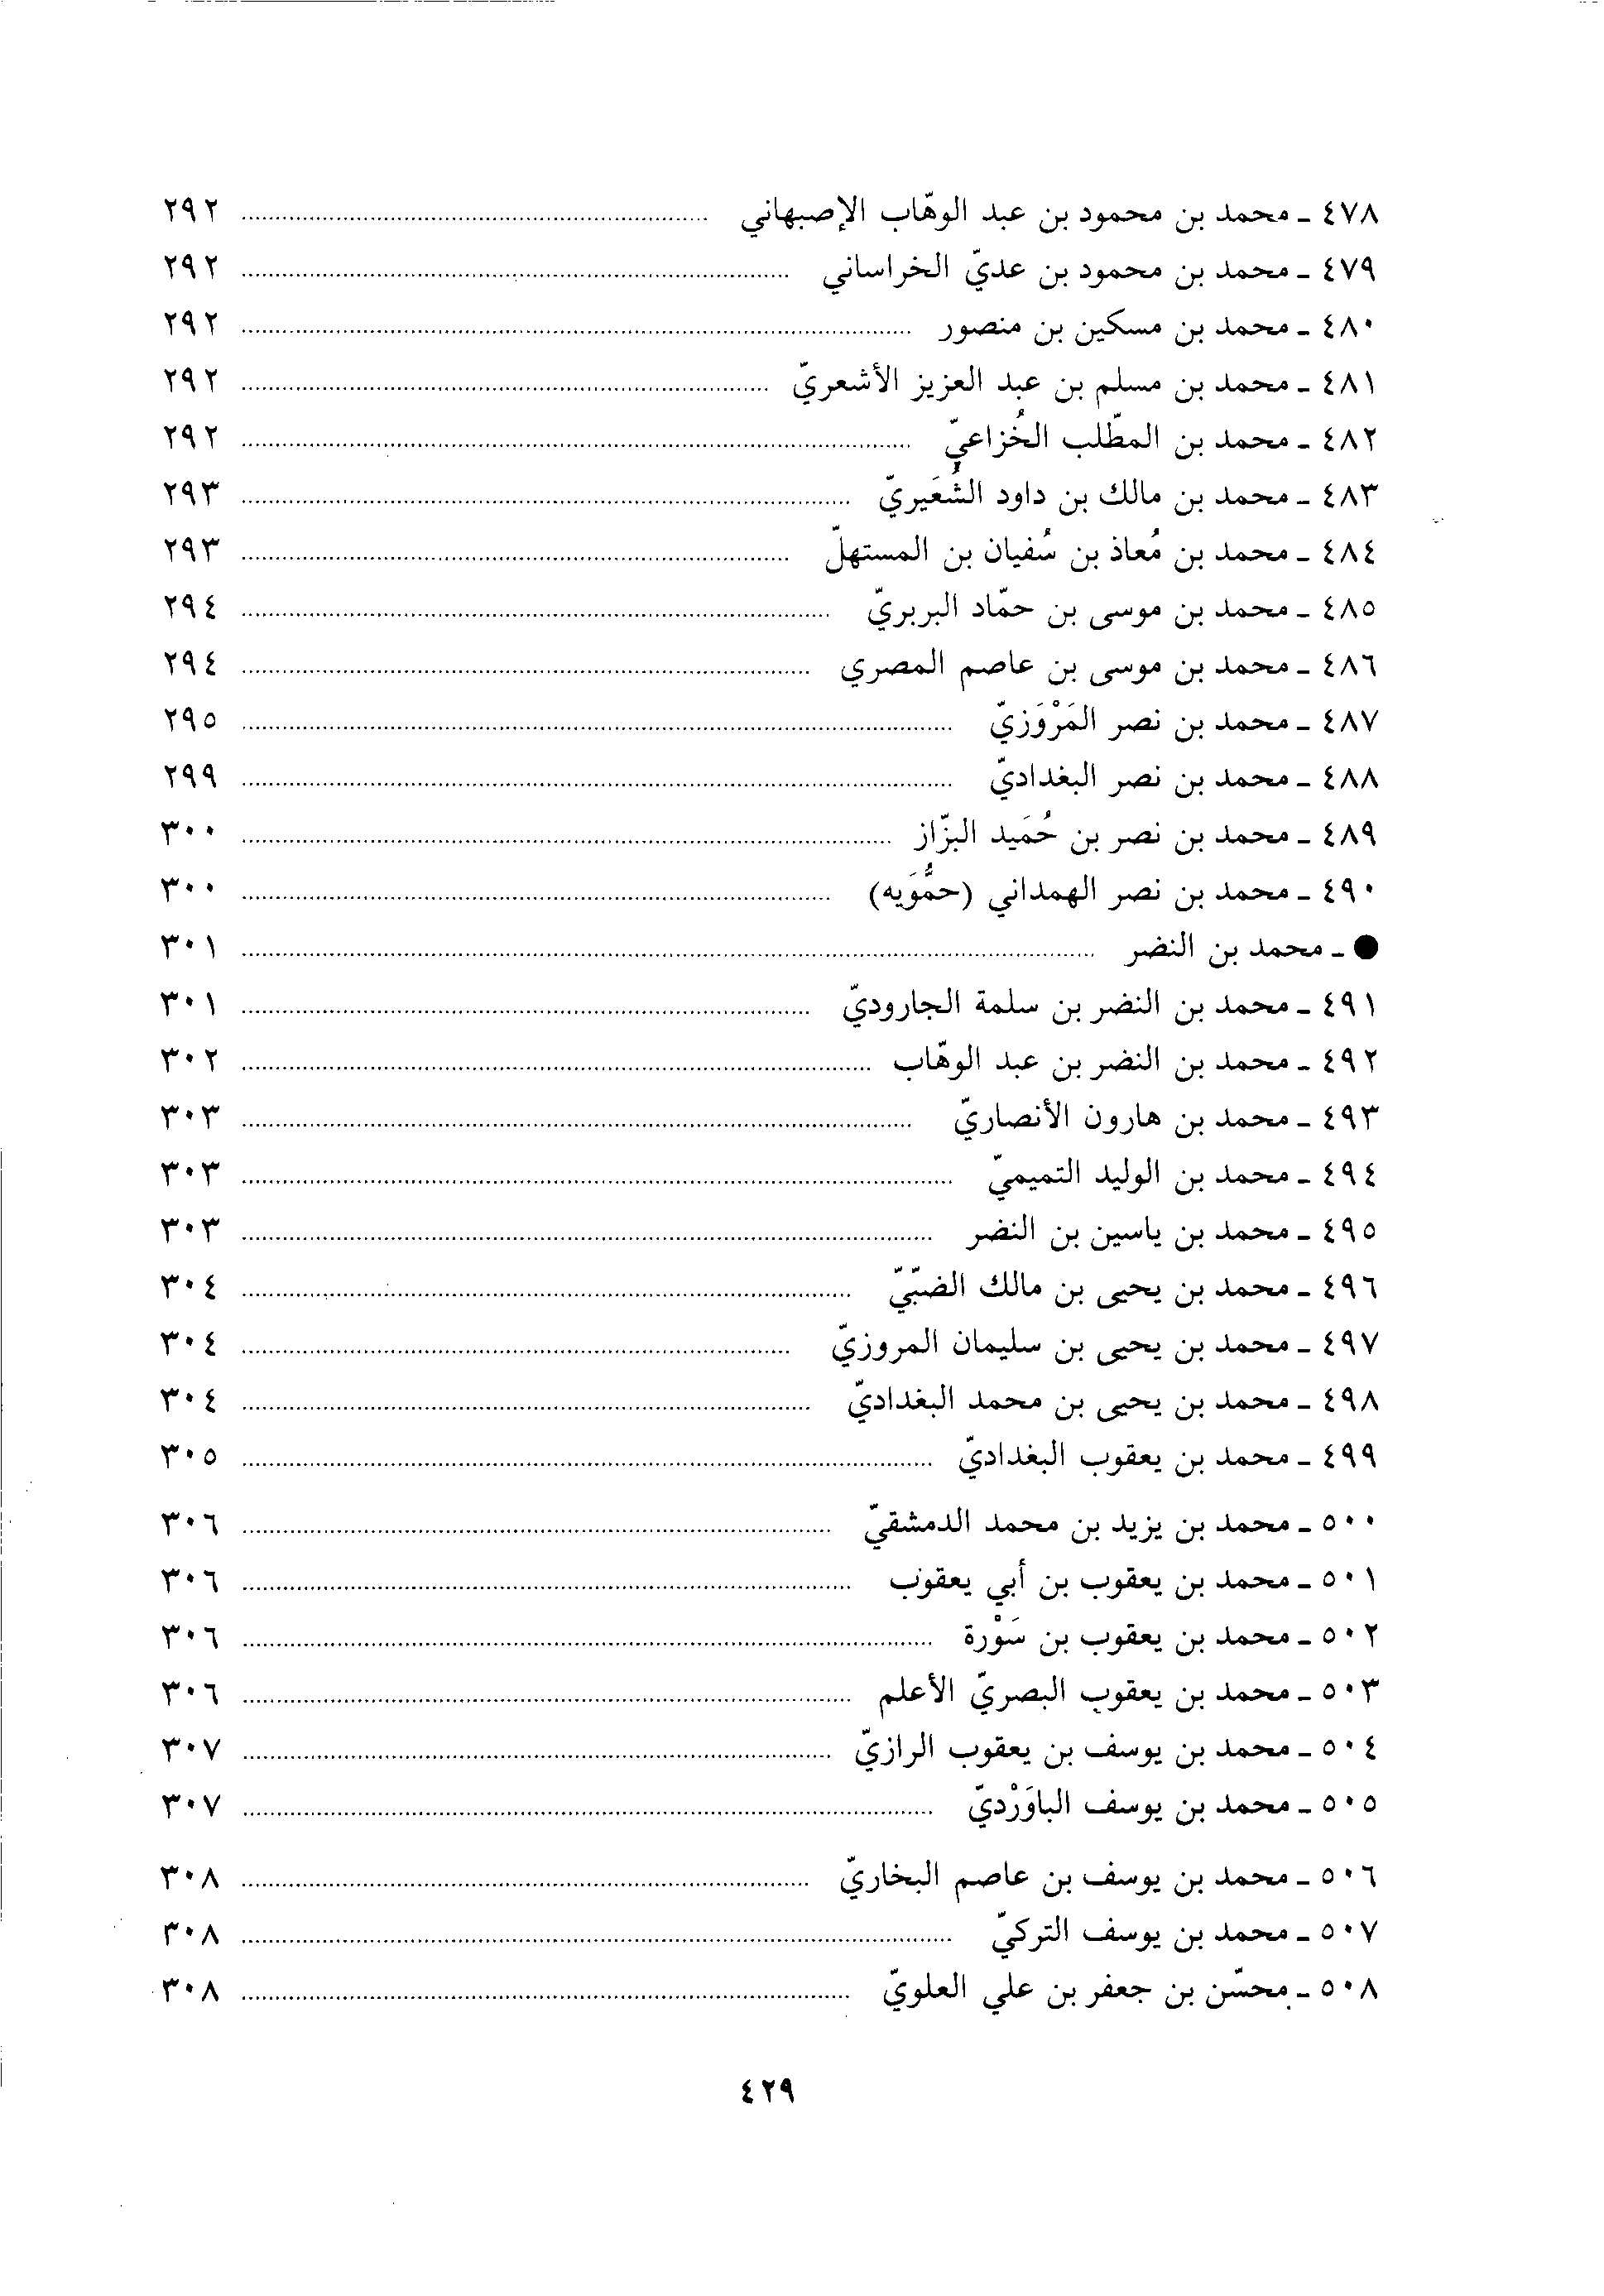 ٤٧٨ ـ محمد بن محمود بن عبد الوهّاب الإصبهاني ........ ٢٩٢
٤٧٩ ـ محمد بن محمود بن عديّ الخراساني ........ ٢٩٢
٤٨٠ ـ محمد بن مسكين بن منصور ........ ٢٩٢
٤٨١ ـ محمد بن مسلم بن عبد العزيز الأشعريّ ........ ٢٩٢
٤٨٢ ـ محمد بن المطّلب الخُزاعيّ ........ ٢٩٢
٤٨٣ ـ محمد بن مالك بن داود الشُعَيريّ ........ ٢٩٣
٤٨٤ ـ محمد بن مُعاذ بن سُفيان بن المستهلّ ........ ٢٩٣
٤٨٥ ـ محمد بن موسى بن حمّاد البربريّ ........ ٢٩٤
٤٨٦ ـ محمد بن موسى بن عاصم المصري ........ ٢٩٤
٤٨٧ ـ محمد بن نصر المَرْوَزيّ ........ ٢٩٥
٤٨٨ ـ محمد بن نصر البغداديّ ........ ٢٩٩
٤٨٩ ـ محمد بن نصر بن حُمَيد البزّاز ........ ٣٠٠
٤٩٠ ـ محمد بن نصر الهمداني (حمُّوَيه) ........ ٣٠٠
● ـ محمد بن النضر ........ ٣٠١
٤٩١ ـ محمد بن النضر بن سلمة الجاروديّ ........ ٣٠١
٤٩٢ ـ محمد بن النضر بن عبد الوهّاب ........ ٣٠٢
٤٩٣ ـ محمد بن هارون الأنصاريّ ........ ٣٠٣
٤٩٤ ـ محمد بن الوليد التميميّ ........ ٣٠٣
٤٩٥ ـ محمد بن ياسين بن النضر ........ ٣٠٣
٤٩٦ ـ محمد بن يحيى بن مالك الضبّيّ ........ ٣٠٤
٤٩٧ ـ محمد بن يحيى بن سليمان المروزيّ ........ ٣٠٤
٤٩٨ ـ محمد بن يحيى بن محمد البغداديّ ........ ٣٠٤
٤٩٩ ـ محمد بن يعقوب البغداديّ ........ ٣٠٥
٥٠٠ ـ محمد بن يزيد بن محمد الدمشقيّ ........ ٣٠٦
٥٠١ ـ محمد بن يعقوب بن أبي يعقوب ........ ٣٠٦
٥٠٢ ـ محمد بن يعقوب بن سَوْرة ........ ٣٠٦
٥٠٣ ـ محمد بن يعقوب البصريّ الأعلم ........ ٣٠٦
٥٠٤ ـ محمد بن يوسف بن يعقوب الرازيّ ........ ٣٠٧
٥٠٥ ـ محمد بن يوسف الباوَرْديّ ........ ٣٠٧
٥٠٦ ـ محمد بن يوسف بن عاصم البخاريّ ........ ٣٠٨
٥٠٧ ـ محمد بن يوسف التركيّ ........ ٣٠٨
٥٠٨ ـ محسّن بن جعفر بن علي العلويّ ........ ٣٠٨
٤٢٩